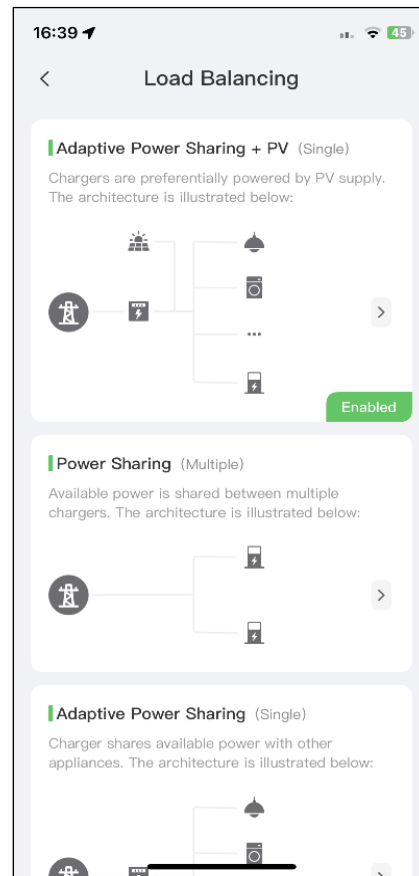 16:39
45
Load Balancing
Adaptive Power Sharing + PV (Single)
Chargers are preferentially powered by PV supply.
The architecture is illustrated below:
...
Enabled
Power Sharing (Multiple)
Available power is shared between multiple
chargers. The architecture is illustrated below:
Adaptive Power Sharing (Single)
Charger shares available power with other
appliances. The architecture is illustrated below: